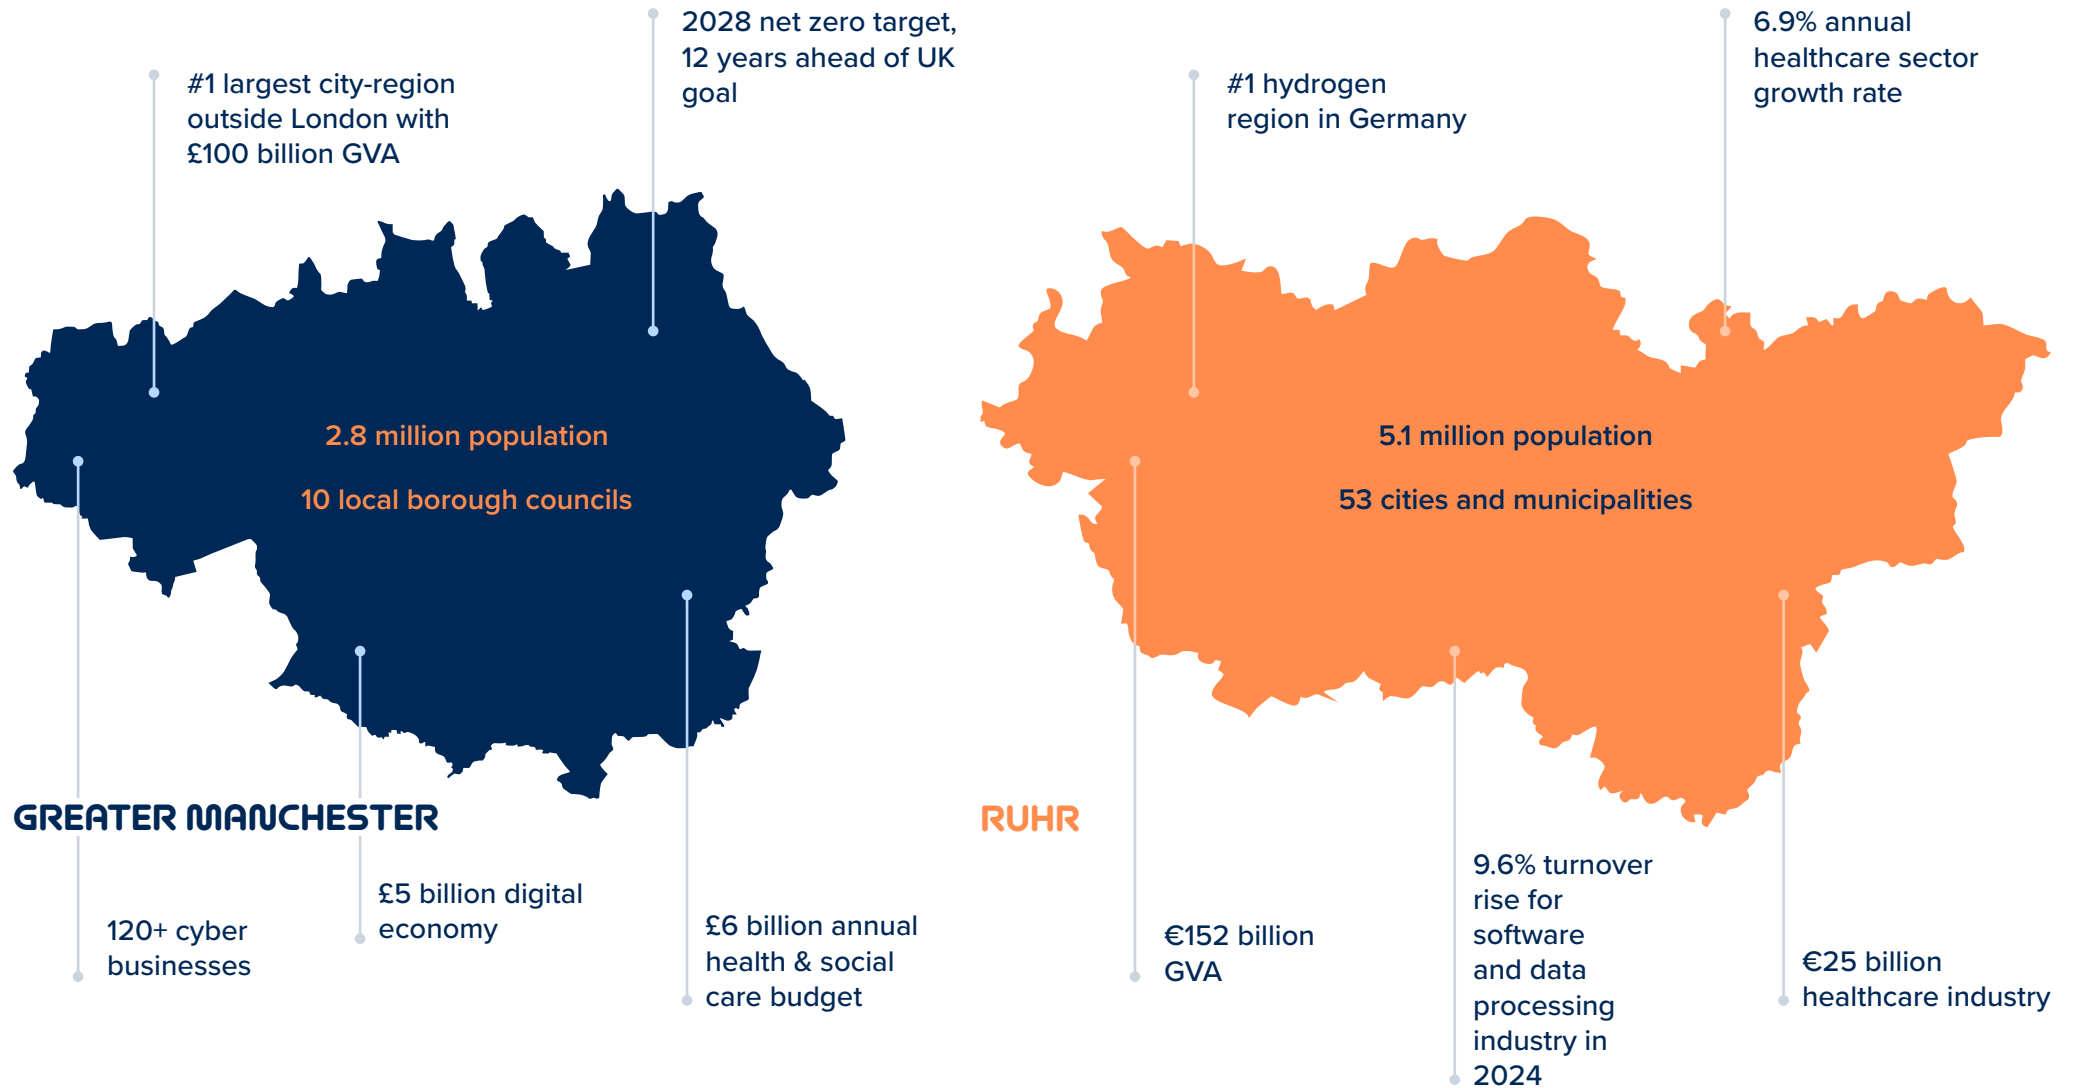 #1 largest city-region
outside London with
£100 billion GVA
2028 net zero target,
12 years ahead of UK
goal
2.8 million population
10 local borough councils
GREATER MANCHESTER
120+ cyber
businesses
£5 billion digital
economy
£6 billion annual
health & social
care budget
#1 hydrogen
region in Germany
6.9% annual
healthcare sector
growth rate
5.1 million population
53 cities and municipalities
RUHR
€152 billion
GVA
9.6% turnover
rise for
software
and data
processing
industry in
2024
€25 billion
healthcare industry